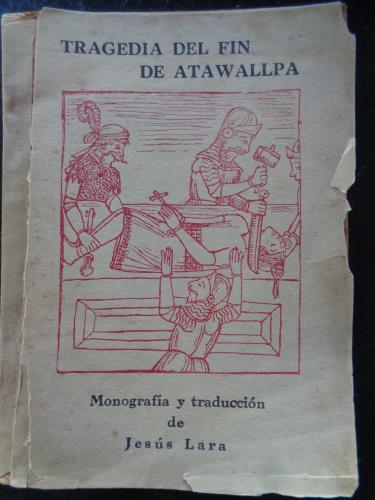 TRAGEDIA DEL FIN
DE ATAWALLPA
Monografía y traducción
de
Jesús Lara